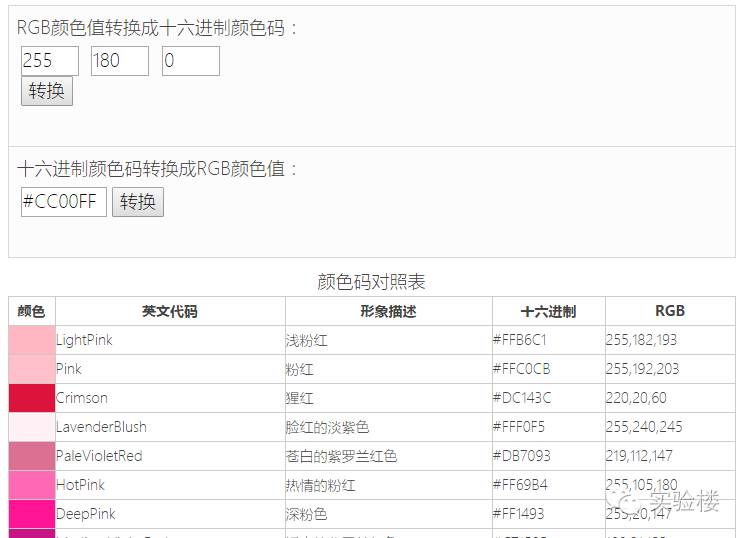 RGB颜色值转换成十六进制颜色码：
255 180 0
转换
十六进制颜色码转换成RGB颜色值：
#CC00FF 转换
颜色码对照表
颜色 英文代码 形象描述 十六进制 RGB
LightPink 浅粉红 #FFB6C1 255,182,193
Pink 粉红 #FFC0CB 255,192,203
Crimson 猩红 #DC143C 220,20,60
LavenderBlush 脸红的淡紫色 #FFF0F5 255,240,245
PaleVioletRed 苍白的紫罗兰红色 #DB7093 219,112,147
HotPink 热情的粉红 #FF69B4 255,105,180
DeepPink 深粉色 #FF1493 255,20,147
实验楼